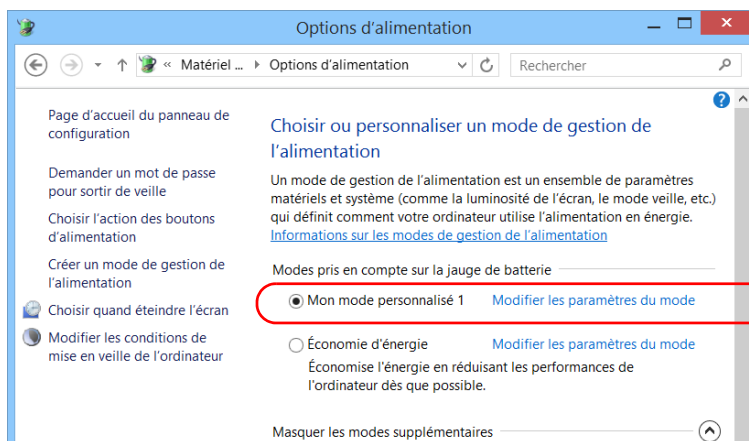 Options d'alimentation
« Matériel ... Options d'alimentation Rechercher
Page d'accueil du panneau de
configuration
Demander un mot de passe
pour sortir de veille
Choisir l'action des boutons
d'alimentation
Créer un mode de gestion de
l'alimentation
Choisir quand éteindre l'écran
Modifier les conditions de
mise en veille de l'ordinateur
Choisir ou personnaliser un mode de gestion de
l'alimentation
Un mode de gestion de l'alimentation est un ensemble de paramètres
matériels et système (comme la luminosité de l'écran, le mode veille, etc.)
qui définit comment votre ordinateur utilise l'alimentation en énergie.
Informations sur les modes de gestion de l'alimentation
Modes pris en compte sur la jauge de batterie
Mon mode personnalisé 1 Modifier les paramètres du mode
Économie d'énergie Modifier les paramètres du mode
Économise l'énergie en réduisant les performances de
l'ordinateur dès que possible.
Masquer les modes supplémentaires